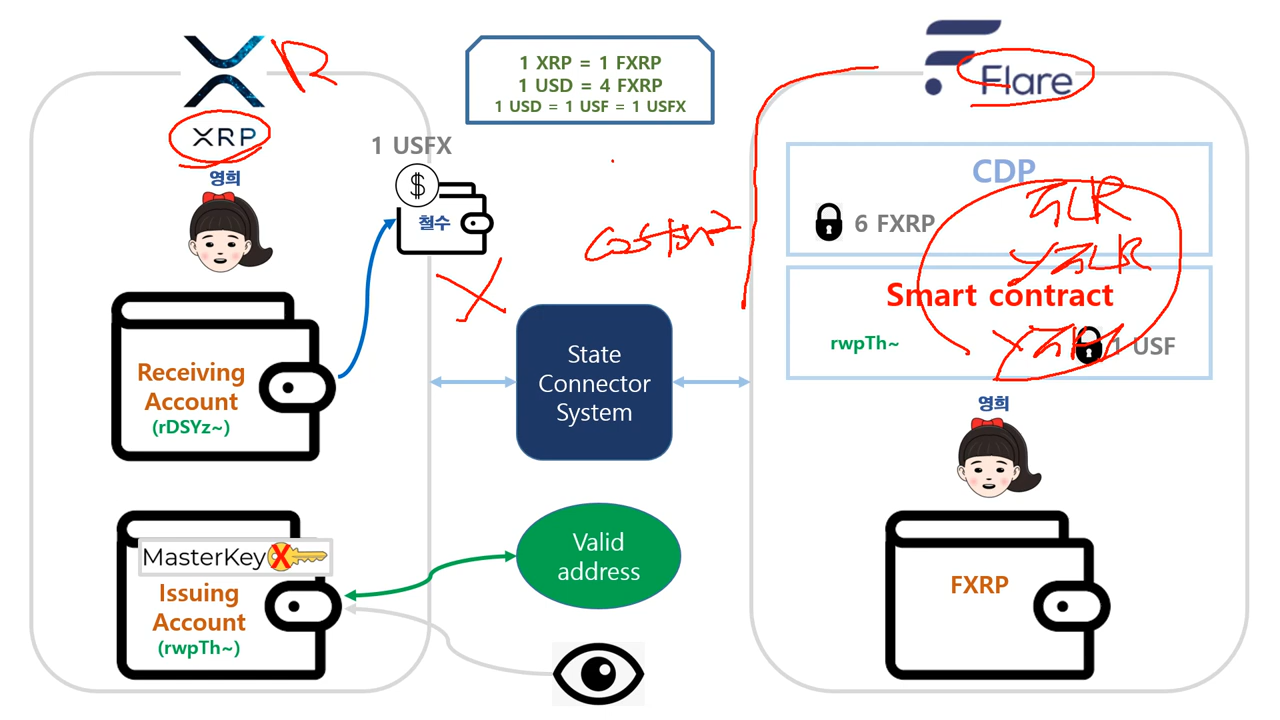 XRP
R
영희
1 XRP = 1 FXRP
1 USD = 4 FXRP
1 USD = 1 USF = 1 USFX
1 USFX
$
철수
Receiving
Account
(rDSYz~)
MasterKey
X
Issuing
Account
(rwpTh~)
X
State
Connector
System
Valid
address
Flare
CDP
6 FXRP
Smart contract
rwpTh~
1 USF
영희
FXRP